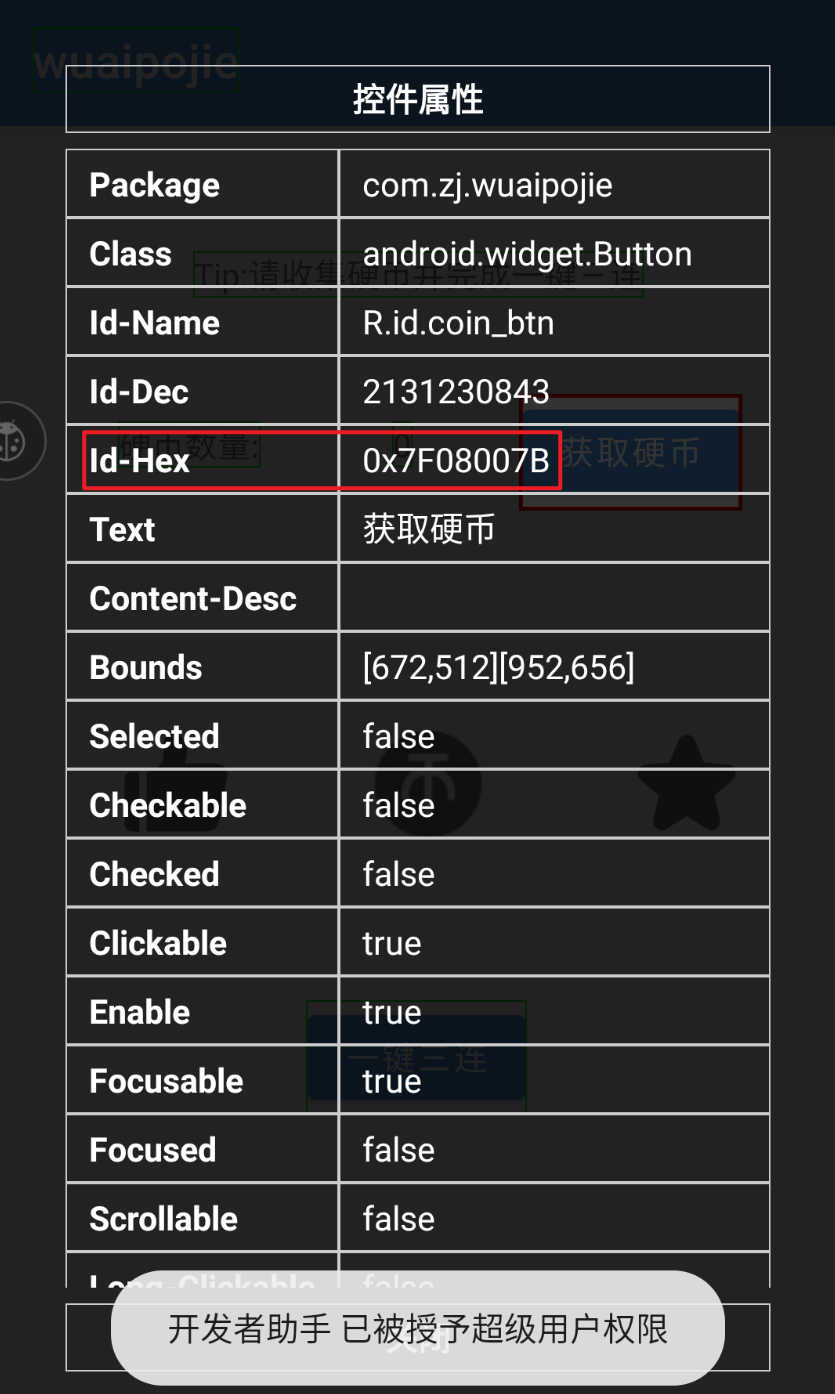 wuaipojie
控件属性
Package com.zj.wuaipojie
Class android.widget.Button
Tip:请收集硬币并完成一键三连
Id-Name R.id.coin_btn
Id-Dec 2131230843
硬币数量: 0 获取硬币
Id-Hex 0x7F08007B
Text 获取硬币
Content-Desc
Bounds [672,512][952,656]
Selected false
Checkable false
币
Checked false
Clickable true
Enable true
一键三连
Focusable true
Focused false
Scrollable false
Long-Clickable false
开发者助手 已被授予超级用户权限
关闭